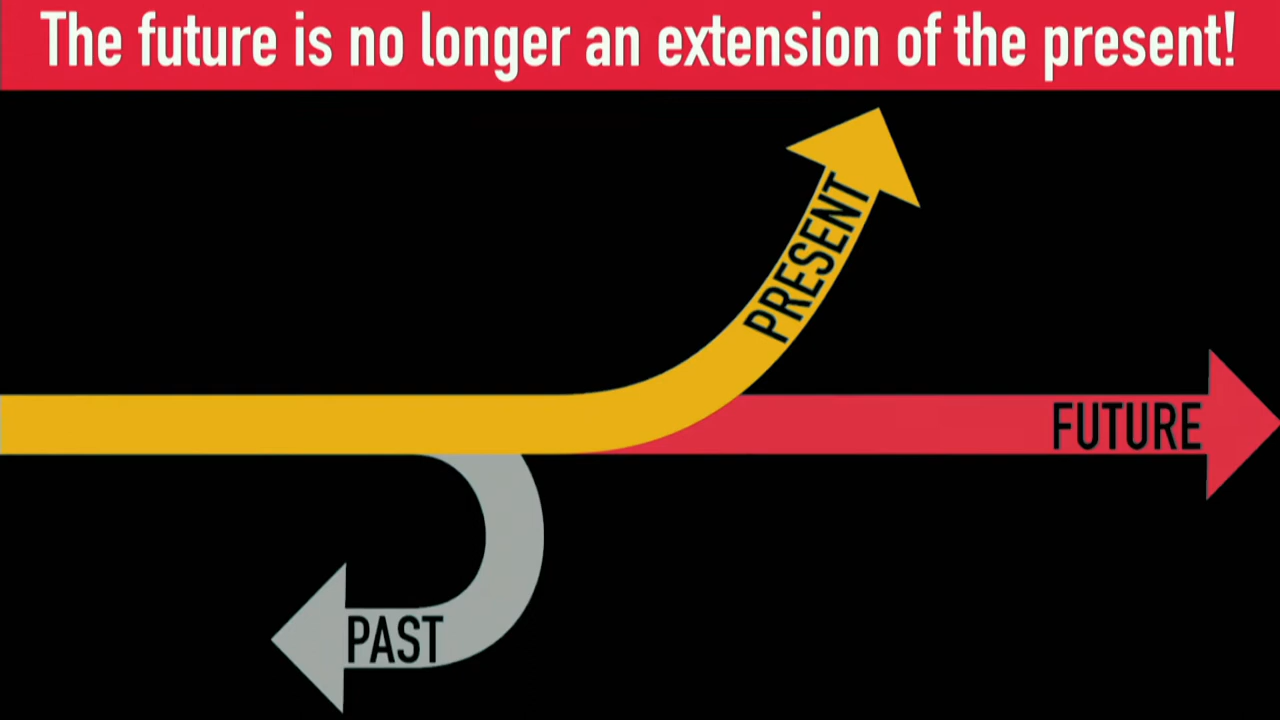 The future is no longer an extension of the present!
PRESENT
FUTURE
PAST